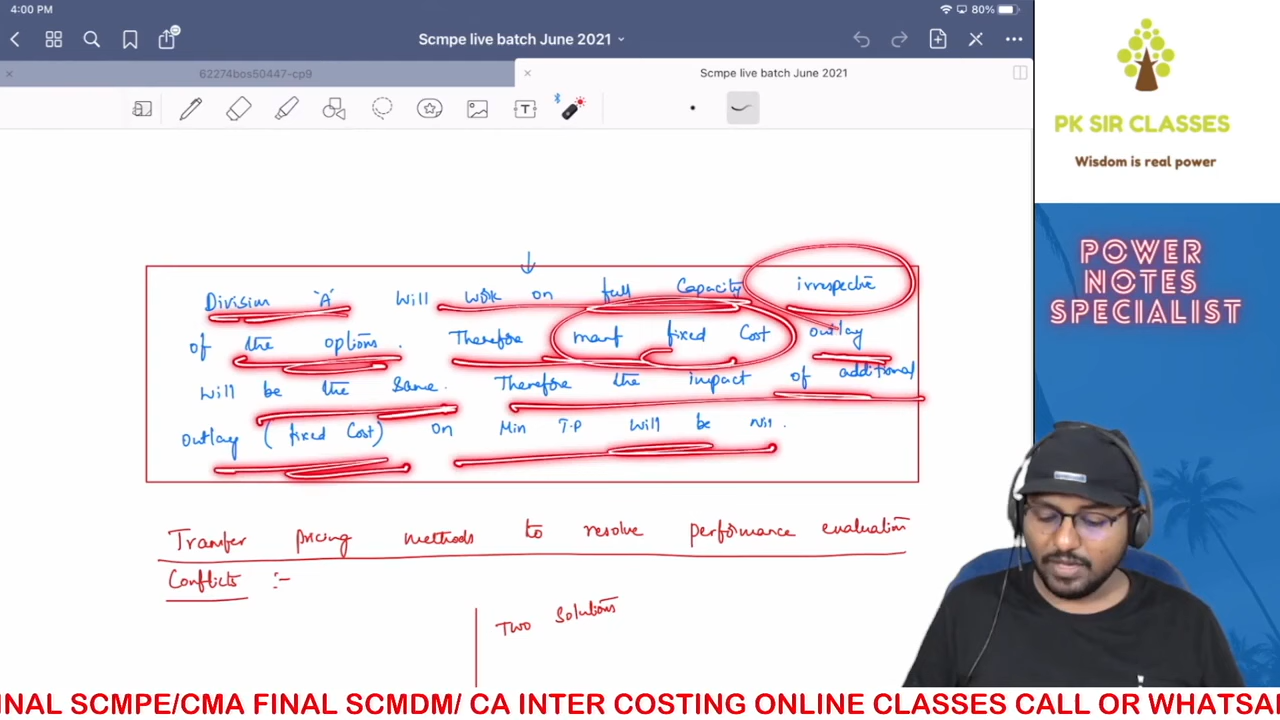 4:00 PM
80%
Scmpe live batch June 2021
62274bos50447-cp9
Scmpe live batch June 2021
T
PK SIR CLASSES
Wisdom is real power
POWER
NOTES
SPECIALIST
Division 'A' will work on full Capacity irrespective
of the options. Therefore manf fixed Cost outlay
will be the same. Therefore the impact of additional
outlay (fixed Cost) on Min T.P will be Nil.
Transfer pricing methods to resolve performance evaluation
Conflicts :-
Two Solutions
INAL SCMPE/CMA FINAL SCMDM/ CA INTER COSTING ONLINE CLASSES CALL OR WHATSA